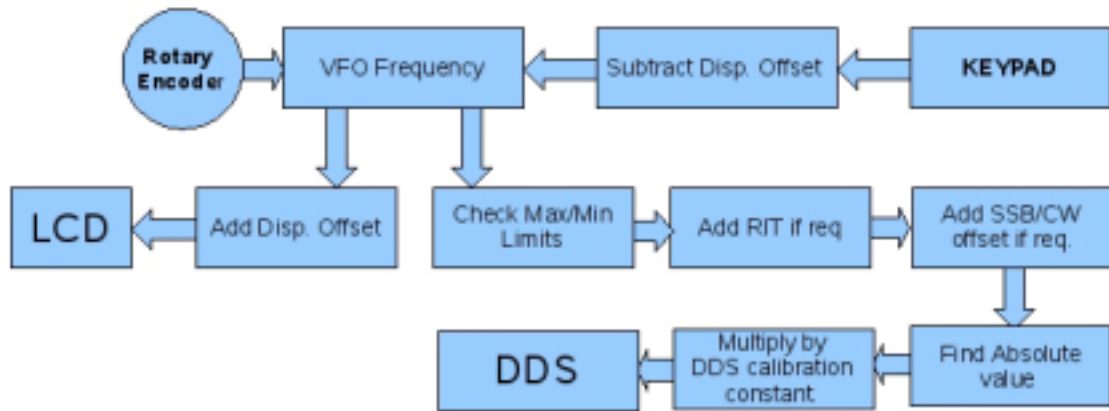 Rotary
Encoder
VFO Frequency
Subtract Disp. Offset
KEYPAD
LCD
Add Disp. Offset
Check Max/Min
Limits
Add RIT if req
Add SSB/CW
offset if req.
DDS
Multiply by
DDS calibration
constant
Find Absolute
value